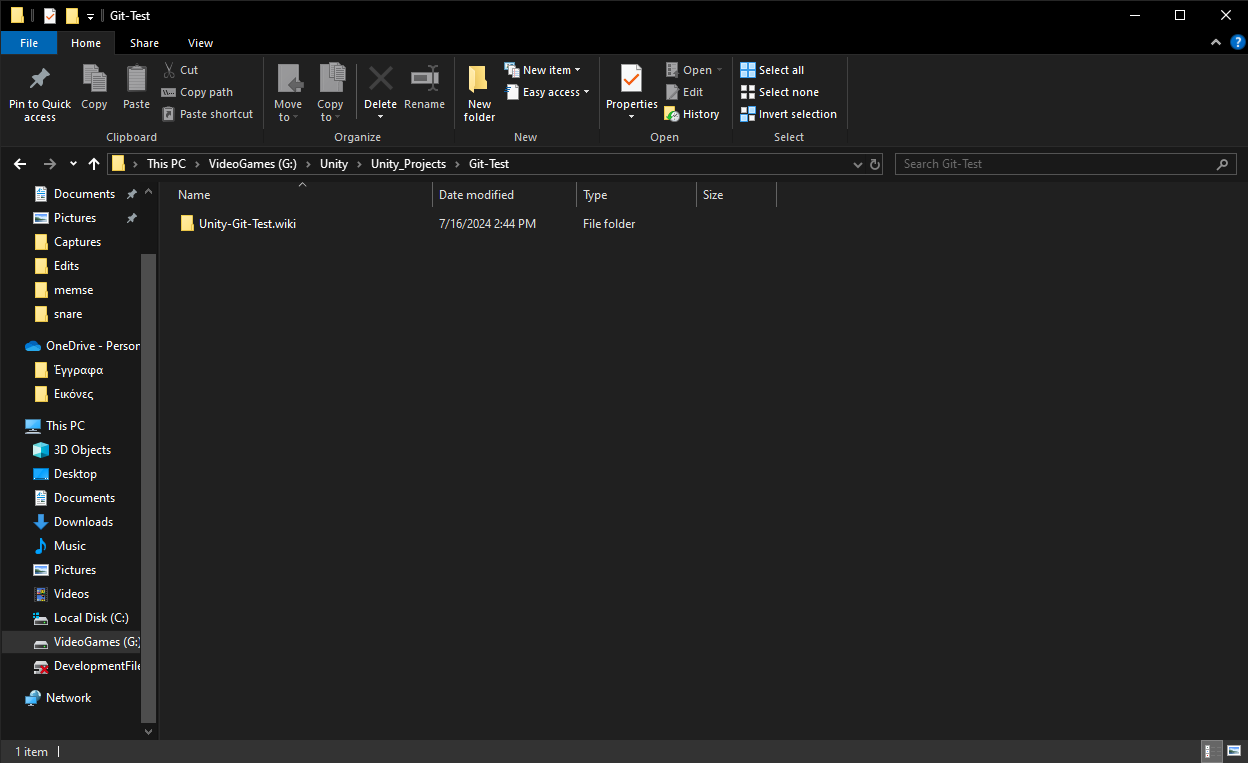 Git-Test
File Home Share View
Pin to Quick access
Copy
Paste
Cut
Copy path
Paste shortcut
Clipboard
Move to
Copy to
Delete
Rename
Organize
New folder
New item
Easy access
New
Properties
Open
Edit
History
Open
Select all
Select none
Invert selection
Select
This PC > VideoGames (G:) > Unity > Unity_Projects > Git-Test
Search Git-Test
Name Date modified Type Size
Unity-Git-Test.wiki 7/16/2024 2:44 PM File folder
Documents
Pictures
Captures
Edits
memse
snare
OneDrive - Person
Έγγραφα
Εικόνες
This PC
3D Objects
Desktop
Documents
Downloads
Music
Pictures
Videos
Local Disk (C:)
VideoGames (G:)
DevelopmentFile
Network
1 item